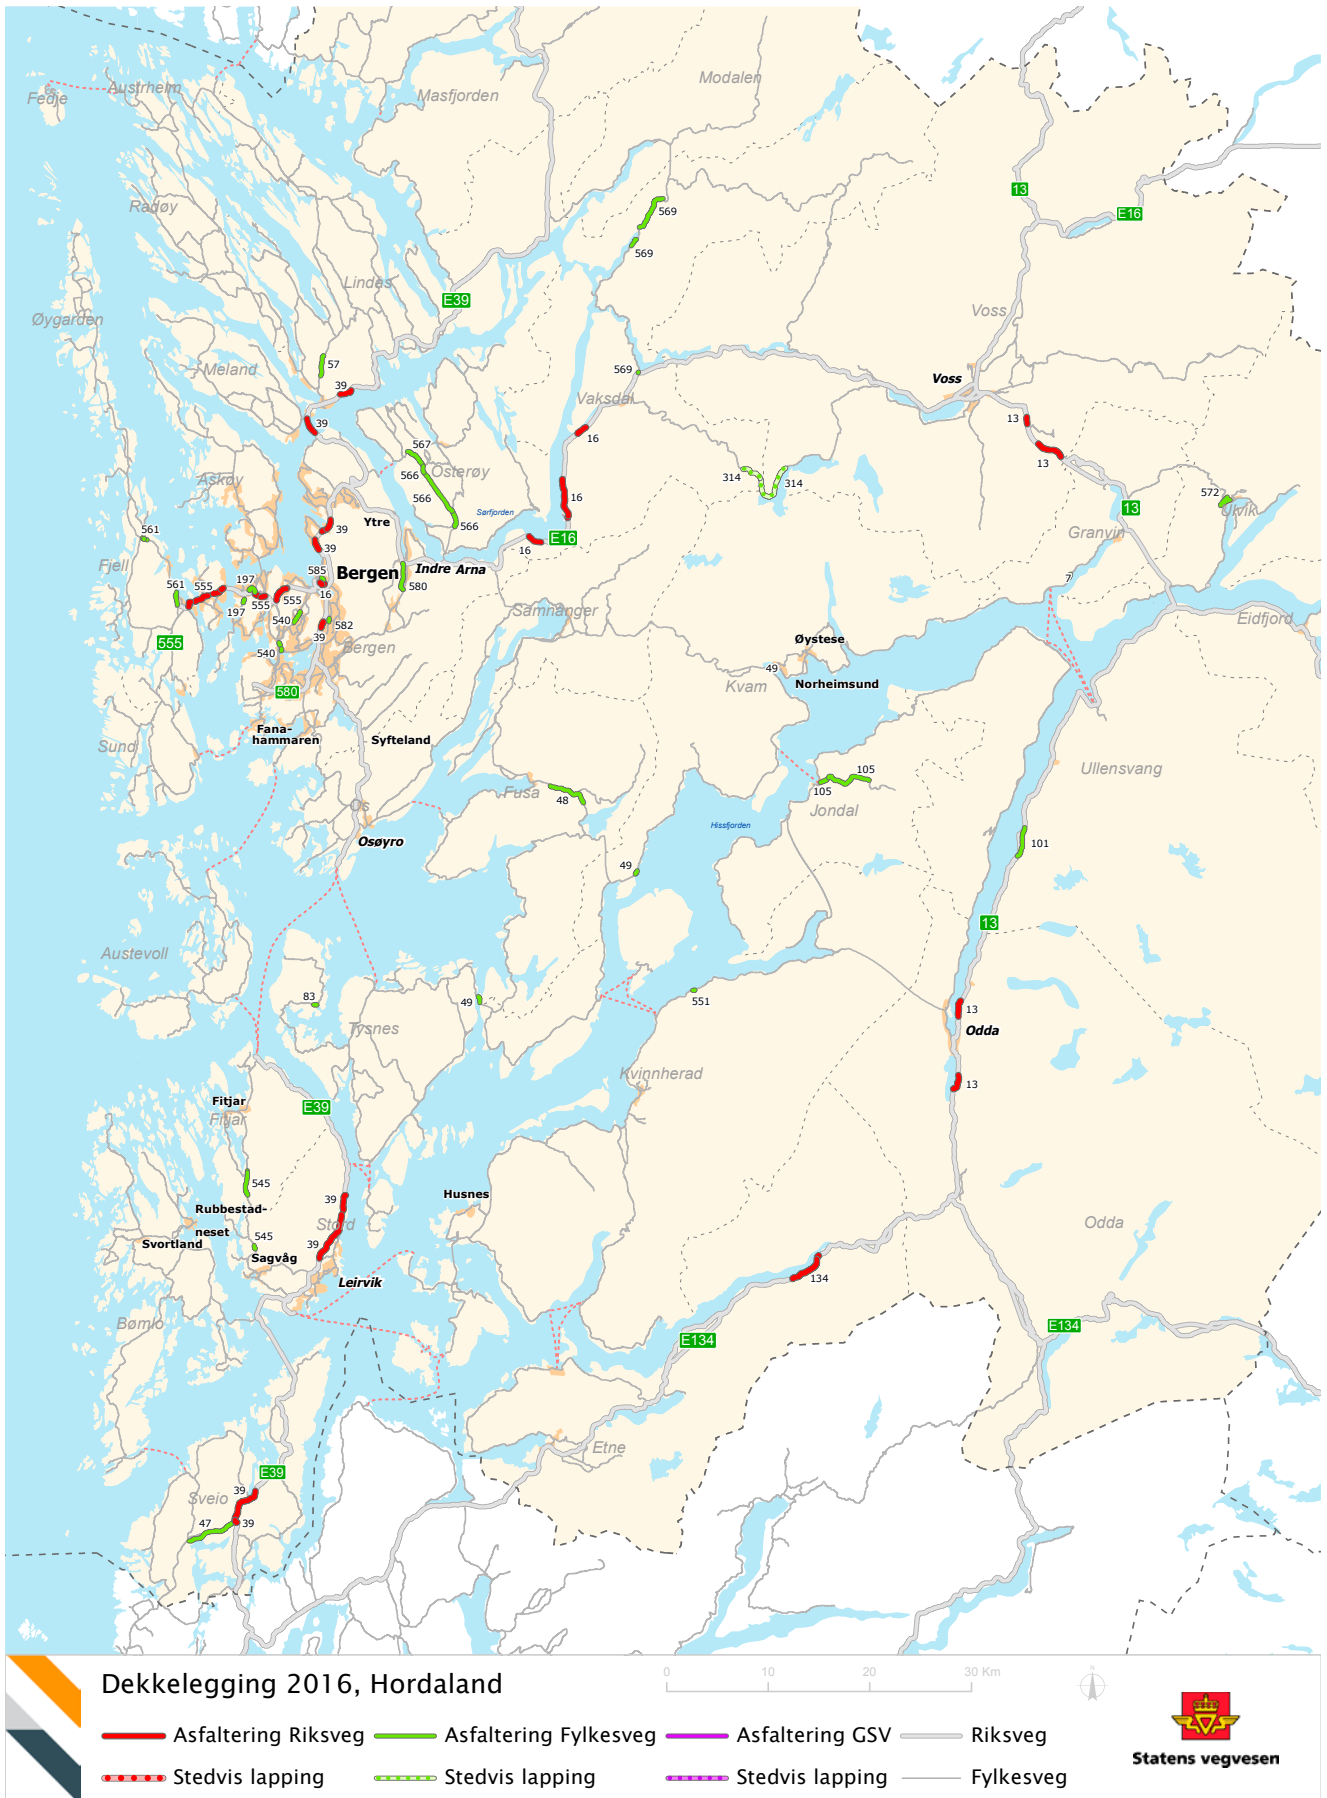 Modalen
Austrheim
Fedje
Masfjorden
13
Radøy
569
E16
569
Lindås
E39
Voss
Øygarden
57
Meland
39
569
Voss
Vaksdal
39
16
13
13
567
Osterøy
566
314
314
Askøy
566
16
572
Ulvik
13
Sørfjorden
Ytre
39
566
561
E16
Granvin
39
16
Fjell
585
Bergen
Indre Arna
561
555
197
580
7
16
197
555
555
Samnanger
540
582
Eidfjord
39
555
Øystese
540
Bergen
49
580
Kvam
Norheimsund
Fana-
hammaren
Syfteland
Sund
Ullensvang
105
Fusa
48
105
Jondal
Os
Hissfjorden
Osøyro
101
49
13
Austevoll
83
49
551
13
Tysnes
Odda
Kvinnherad
13
Fitjar
E39
Fitjar
545
Husnes
39
Rubbestad-
neset
Stord
Odda
545
Svortland
39
Sagvåg
134
Leirvik
Bømlo
E134
E134
Etne
E39
39
Sveio
47
39
Dekkelegging 2016, Hordaland
0 10 20 30 Km
N
Asfaltering Riksveg Asfaltering Fylkesveg Asfaltering GSV Riksveg
Stedvis lapping Stedvis lapping Stedvis lapping Fylkesveg
Statens vegvesen